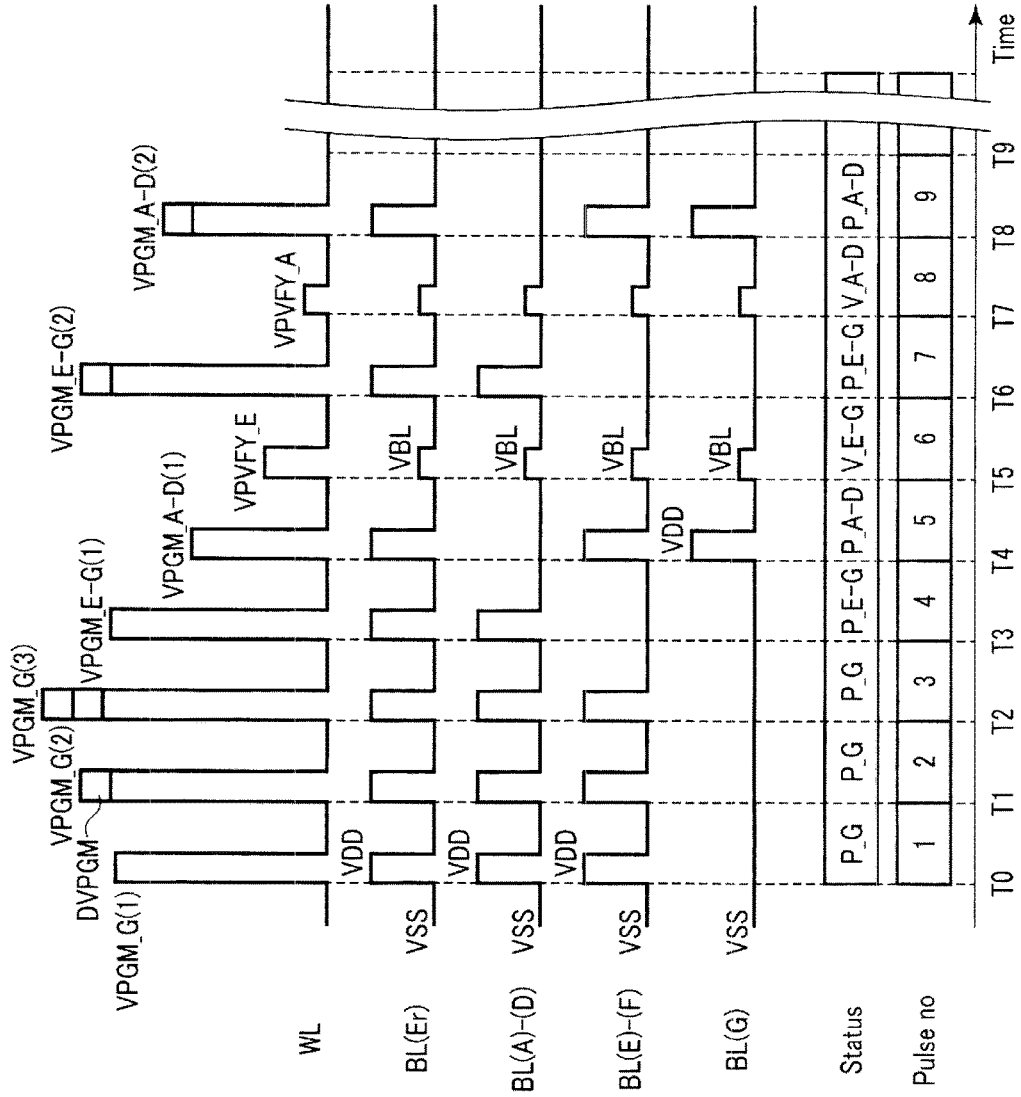 VPGM_G(1)
DVPGM
VPGM_G(2)
VPGM_G(3)
VPGM_E-G(1)
VPGM_A-D(1)
VPVFY_E
VPGM_E-G(2)
VPVFY_A
VPGM_A-D(2)
WL
BL(Er) VSS VDD VBL
BL(A)-(D) VSS VDD VBL
BL(E)-(F) VSS VDD VBL
BL(G) VSS VDD VBL
Status P_G P_G P_G P_E-G P_A-D V_E-G P_E-G V_A-D P_A-D
Pulse no 1 2 3 4 5 6 7 8 9
T0 T1 T2 T3 T4 T5 T6 T7 T8 T9 Time